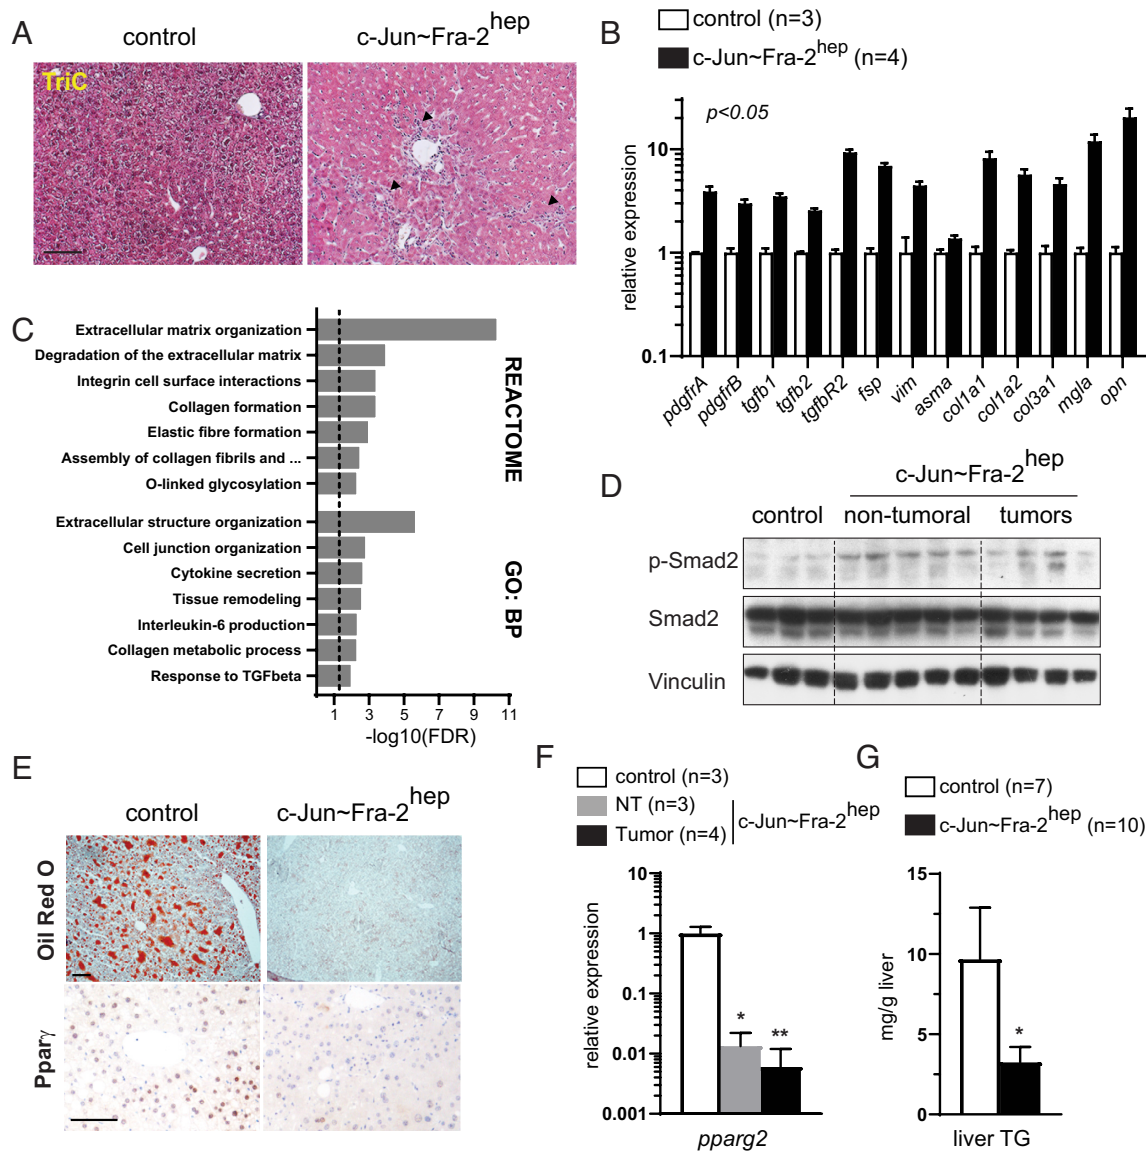 A
control
c-Jun~Fra-2hep
TriC
B
control (n=3)
c-Jun~Fra-2hep (n=4)
p<0.05
relative expression
10
1
0.1
pdgfrA
pdgfrB
tgfb1
tgfb2
tgfbR2
fsp
vim
asma
col1a1
col1a2
col3a1
mgla
opn
C
Extracellular matrix organization
Degradation of the extracellular matrix
Integrin cell surface interactions
Collagen formation
Elastic fibre formation
Assembly of collagen fibrils and ...
O-linked glycosylation
REACTOME
Extracellular structure organization
Cell junction organization
Cytokine secretion
Tissue remodeling
Interleukin-6 production
Collagen metabolic process
Response to TGFbeta
GO: BP
1 3 5 7 9 11
-log10(FDR)
D
c-Jun~Fra-2hep
control non-tumoral tumors
p-Smad2
Smad2
Vinculin
E
control
c-Jun~Fra-2hep
Oil Red O
Pparγ
F
control (n=3)
NT (n=3)
Tumor (n=4)
c-Jun~Fra-2hep
relative expression
10
1
0.1
0.01
0.001
*
**
pparg2
G
control (n=7)
c-Jun~Fra-2hep (n=10)
mg/g liver
15
10
5
0
*
liver TG